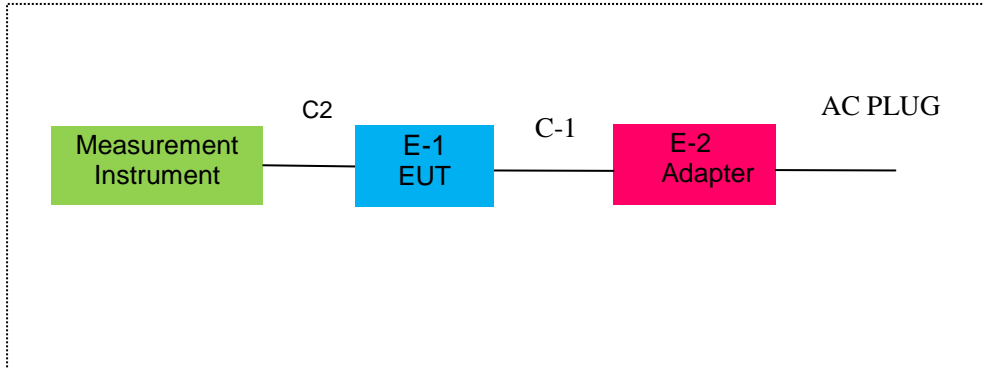 C2
C-1
AC PLUG
Measurement
Instrument
E-1
EUT
E-2
Adapter